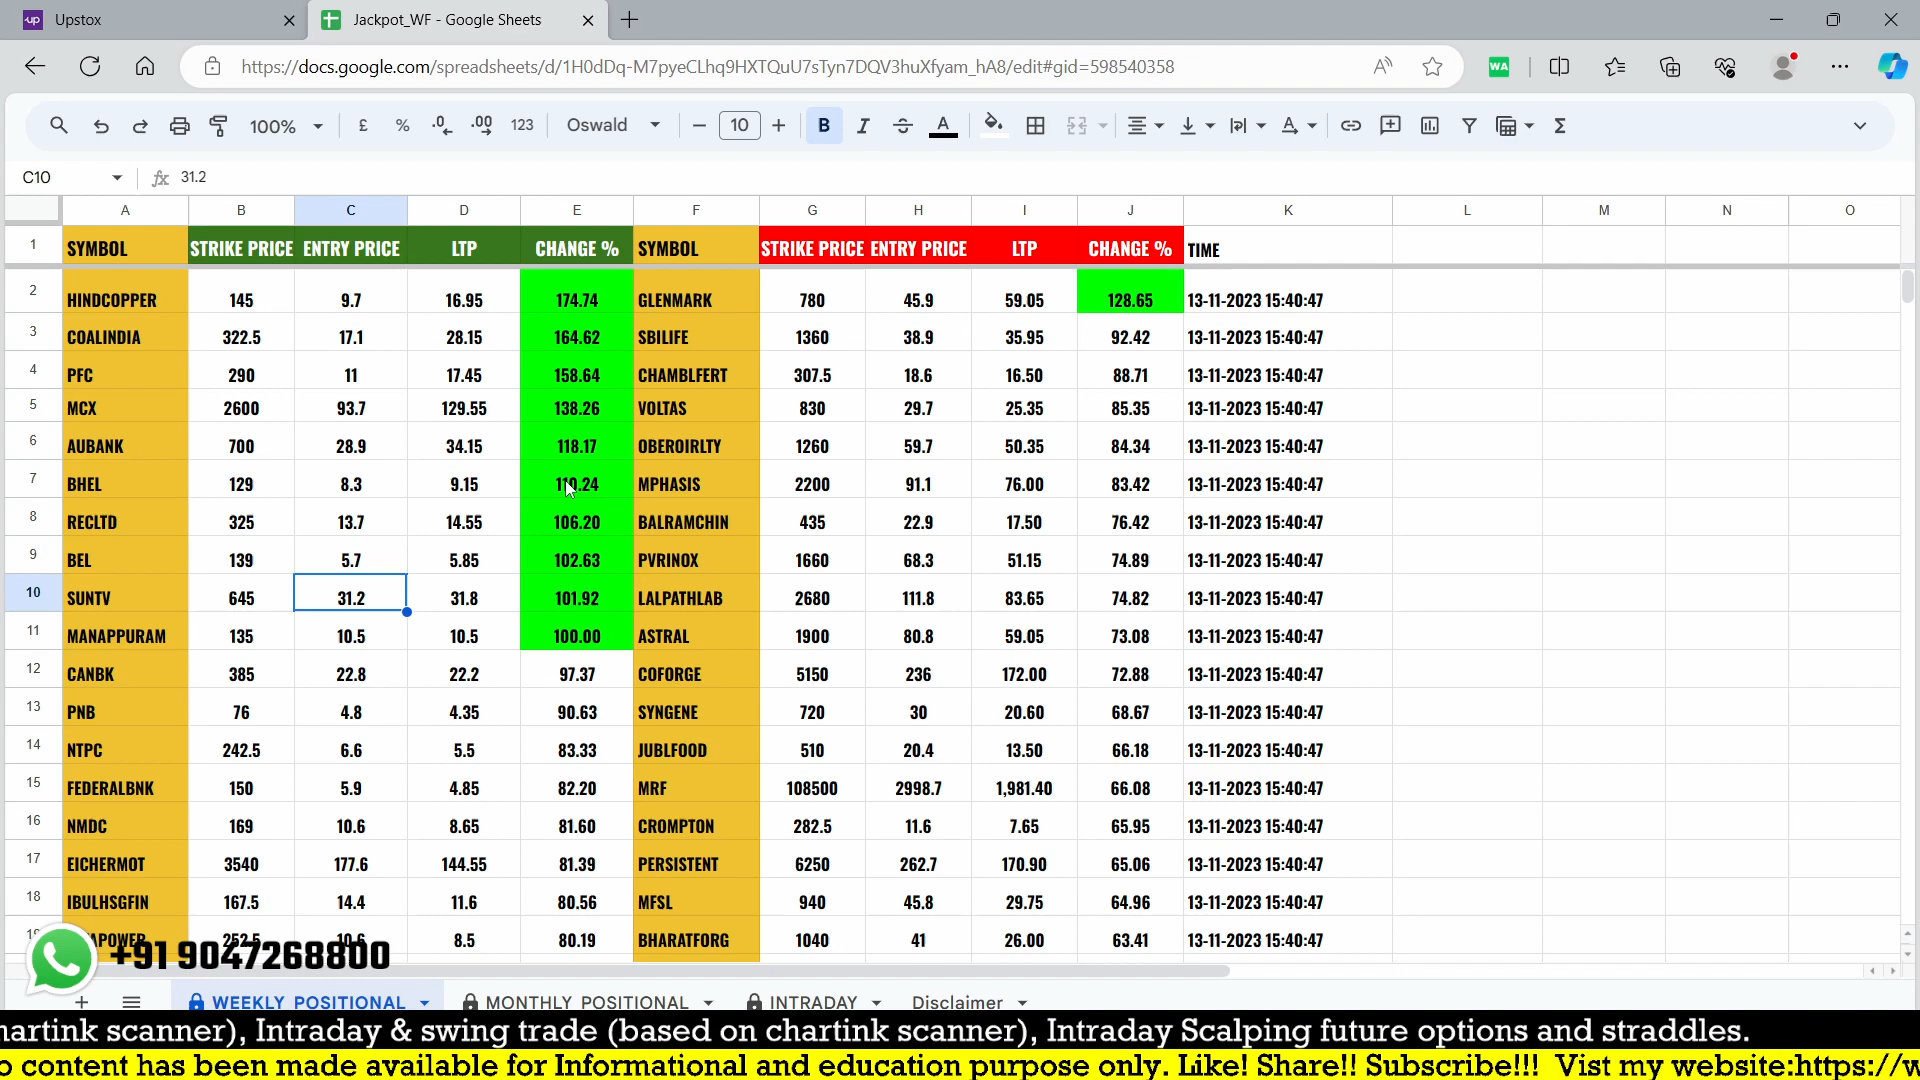 Upstox
Jackpot_WF - Google Sheets
https://docs.google.com/spreadsheets/d/1H0dDq-M7pyeCLhq9HXTQuU7sTyn7DQV3huXfyam_hA8/edit#gid=598540358
100% £ % .0 .00 123 Oswald 10 B I S A
C10 fx 31.2
A B C D E F G H I J K L M N O
1 SYMBOL STRIKE PRICE ENTRY PRICE LTP CHANGE % SYMBOL STRIKE PRICE ENTRY PRICE LTP CHANGE % TIME
2 HINDCOPPER 145 9.7 16.95 174.74 GLENMARK 780 45.9 59.05 128.65 13-11-2023 15:40:47
3 COALINDIA 322.5 17.1 28.15 164.62 SBILIFE 1360 38.9 35.95 92.42 13-11-2023 15:40:47
4 PFC 290 11 17.45 158.64 CHAMBLFERT 307.5 18.6 16.50 88.71 13-11-2023 15:40:47
5 MCX 2600 93.7 129.55 138.26 VOLTAS 830 29.7 25.35 85.35 13-11-2023 15:40:47
6 AUBANK 700 28.9 34.15 118.17 OBEROIRLTY 1260 59.7 50.35 84.34 13-11-2023 15:40:47
7 BHEL 129 8.3 9.15 110.24 MPHASIS 2200 91.1 76.00 83.42 13-11-2023 15:40:47
8 RECLTD 325 13.7 14.55 106.20 BALRAMCHIN 435 22.9 17.50 76.42 13-11-2023 15:40:47
9 BEL 139 5.7 5.85 102.63 PVRINOX 1660 68.3 51.15 74.89 13-11-2023 15:40:47
10 SUNTV 645 31.2 31.8 101.92 LALPATHLAB 2680 111.8 83.65 74.82 13-11-2023 15:40:47
11 MANAPPURAM 135 10.5 10.5 100.00 ASTRAL 1900 80.8 59.05 73.08 13-11-2023 15:40:47
12 CANBK 385 22.8 22.2 97.37 COFORGE 5150 236 172.00 72.88 13-11-2023 15:40:47
13 PNB 76 4.8 4.35 90.63 SYNGENE 720 30 20.60 68.67 13-11-2023 15:40:47
14 NTPC 242.5 6.6 5.5 83.33 JUBLFOOD 510 20.4 13.50 66.18 13-11-2023 15:40:47
15 FEDERALBNK 150 5.9 4.85 82.20 MRF 108500 2998.7 1,981.40 66.08 13-11-2023 15:40:47
16 NMDC 169 10.6 8.65 81.60 CROMPTON 282.5 11.6 7.65 65.95 13-11-2023 15:40:47
17 EICHERMOT 3540 177.6 144.55 81.39 PERSISTENT 6250 262.7 170.90 65.06 13-11-2023 15:40:47
18 IBULHSGFIN 167.5 14.4 11.6 80.56 MFSL 940 45.8 29.75 64.96 13-11-2023 15:40:47
252.5 10.6 8.5 80.19 BHARATFORG 1040 41 26.00 63.41 13-11-2023 15:40:47
+91 9047268800
WEEKLY POSITIONAL MONTHLY POSITIONAL INTRADAY Disclaimer
hartink scanner), Intraday & swing trade (based on chartink scanner), Intraday Scalping future options and straddles.
o content has been made available for Informational and education purpose only. Like! Share!! Subscribe!!! Vist my website:https://w